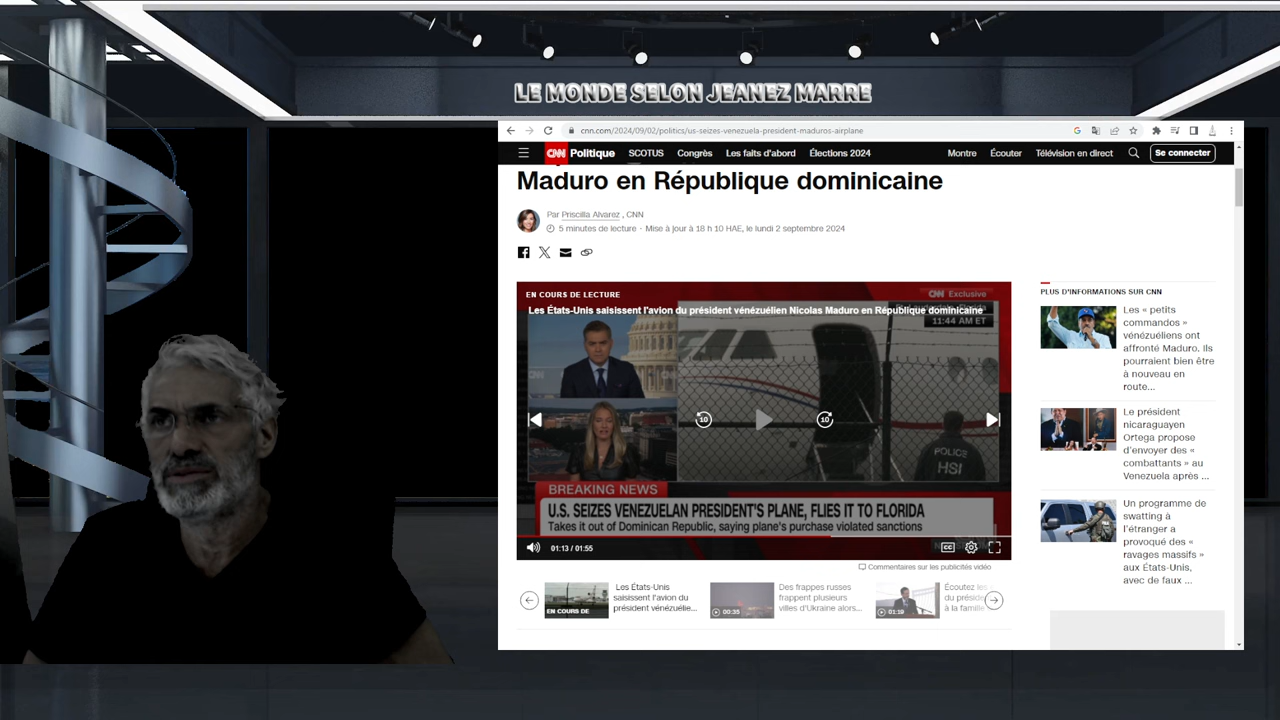 LE MONDE SELON JEANEZ MARRE
cnn.com/2024/09/02/politics/us-seizes-venezuela-president-maduros-airplane
CNN Politique SCOTUS Congrès Les faits d'abord Élections 2024 Montre Écouter Télévision en direct Se connecter
Maduro en République dominicaine
Par Priscilla Alvarez , CNN
5 minutes de lecture · Mise à jour à 18 h 10 HAE, le lundi 2 septembre 2024
EN COURS DE LECTURE
CNN Exclusive
Les États-Unis saisissent l'avion du président vénézuélien Nicolas Maduro en République dominicaine
11:44 AM ET
CNN
10
10
POLICE
HSI
BREAKING NEWS
U.S. SEIZES VENEZUELAN PRESIDENT'S PLANE, FLIES IT TO FLORIDA
Takes it out of Dominican Republic, saying plane's purchase violated sanctions
01:13 / 01:55
CC
Commentaires sur les publicités vidéo
EN COURS DE
Les États-Unis
saisissent l'avion du
président vénézuélie...
00:35
Des frappes russes
frappent plusieurs
villes d'Ukraine alors...
01:19
Écoutez les
du préside
à la famille
PLUS D'INFORMATIONS SUR CNN
Les « petits
commandos »
vénézuéliens ont
affronté Maduro. Ils
pourraient bien être
à nouveau en
route...
Le président
nicaraguayen
Ortega propose
d'envoyer des «
combattants » au
Venezuela après ...
Un programme de
swatting à
l'étranger a
provoqué des «
ravages massifs »
aux États-Unis,
avec de faux ...